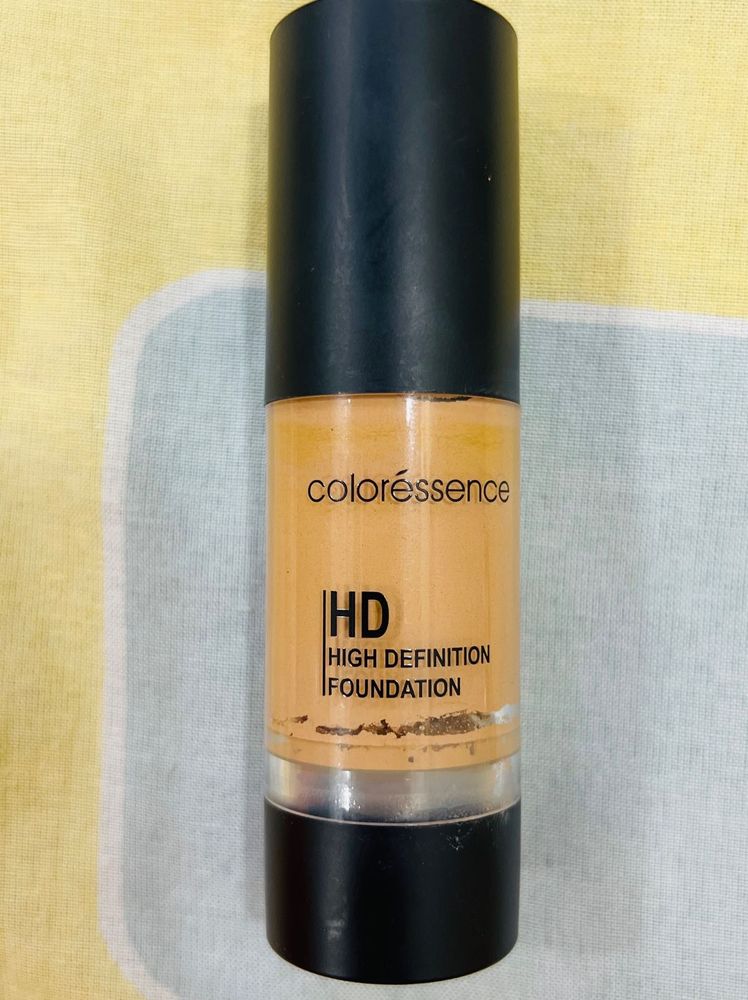 coloréssence
HD
HIGH DEFINITION
FOUNDATION